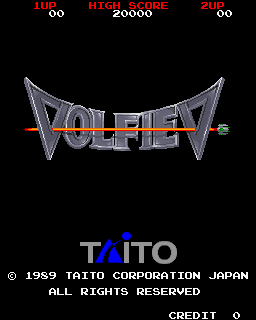 1UP HIGH SCORE 2UP
00 20000 00
VOLFIED
TAITO
© 1989 TAITO CORPORATION JAPAN
ALL RIGHTS RESERVED
CREDIT 0